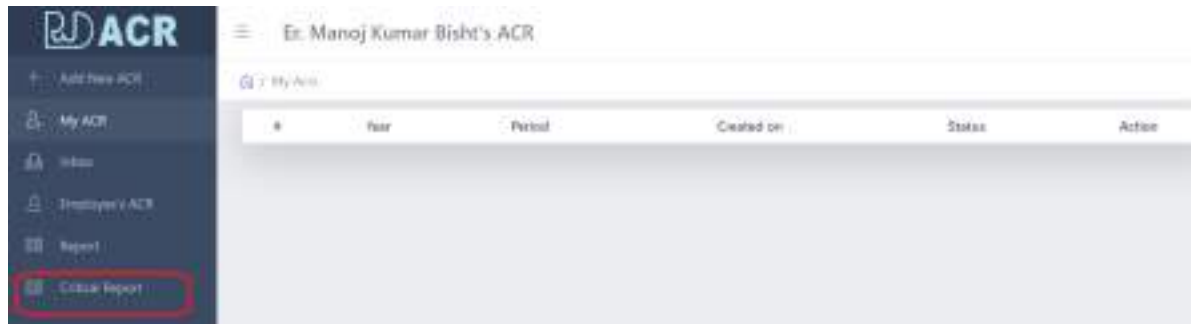 ACR
Er. Manoj Kumar Bisht's ACR
+ Add New ACR
My ACR
# Year Period Created on Status Action
Inbox
Employee's ACR
Report
Critical Report